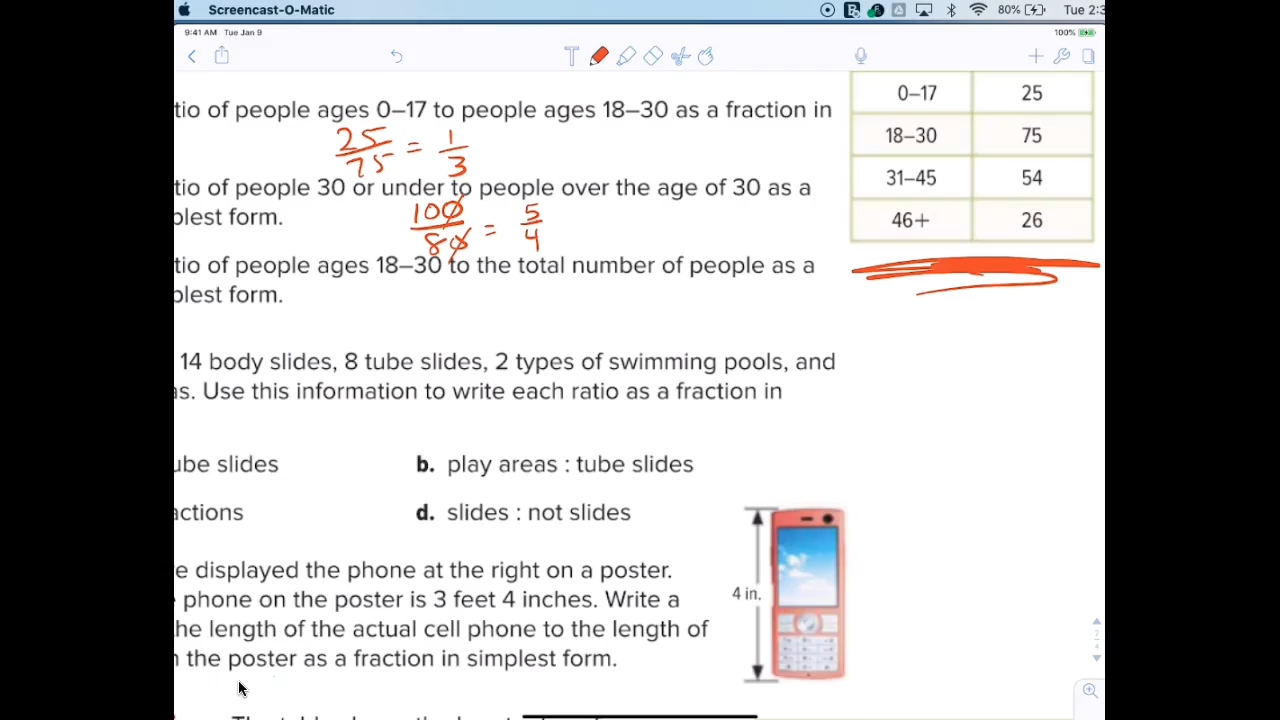 Screencast-O-Matic
80%
Tue 2:3
9:41 AM Tue Jan 9
100%
T
0–17 25
tio of people ages 0–17 to people ages 18–30 as a fraction in
25/75 = 1/3
18–30 75
31–45 54
tio of people 30 or under to people over the age of 30 as a
plest form.
100/80 = 5/4
46+ 26
tio of people ages 18–30 to the total number of people as a
plest form.
14 body slides, 8 tube slides, 2 types of swimming pools, and
as. Use this information to write each ratio as a fraction in
ube slides
b. play areas : tube slides
actions
d. slides : not slides
e displayed the phone at the right on a poster.
phone on the poster is 3 feet 4 inches. Write a
4 in.
the length of the actual cell phone to the length of
n the poster as a fraction in simplest form.